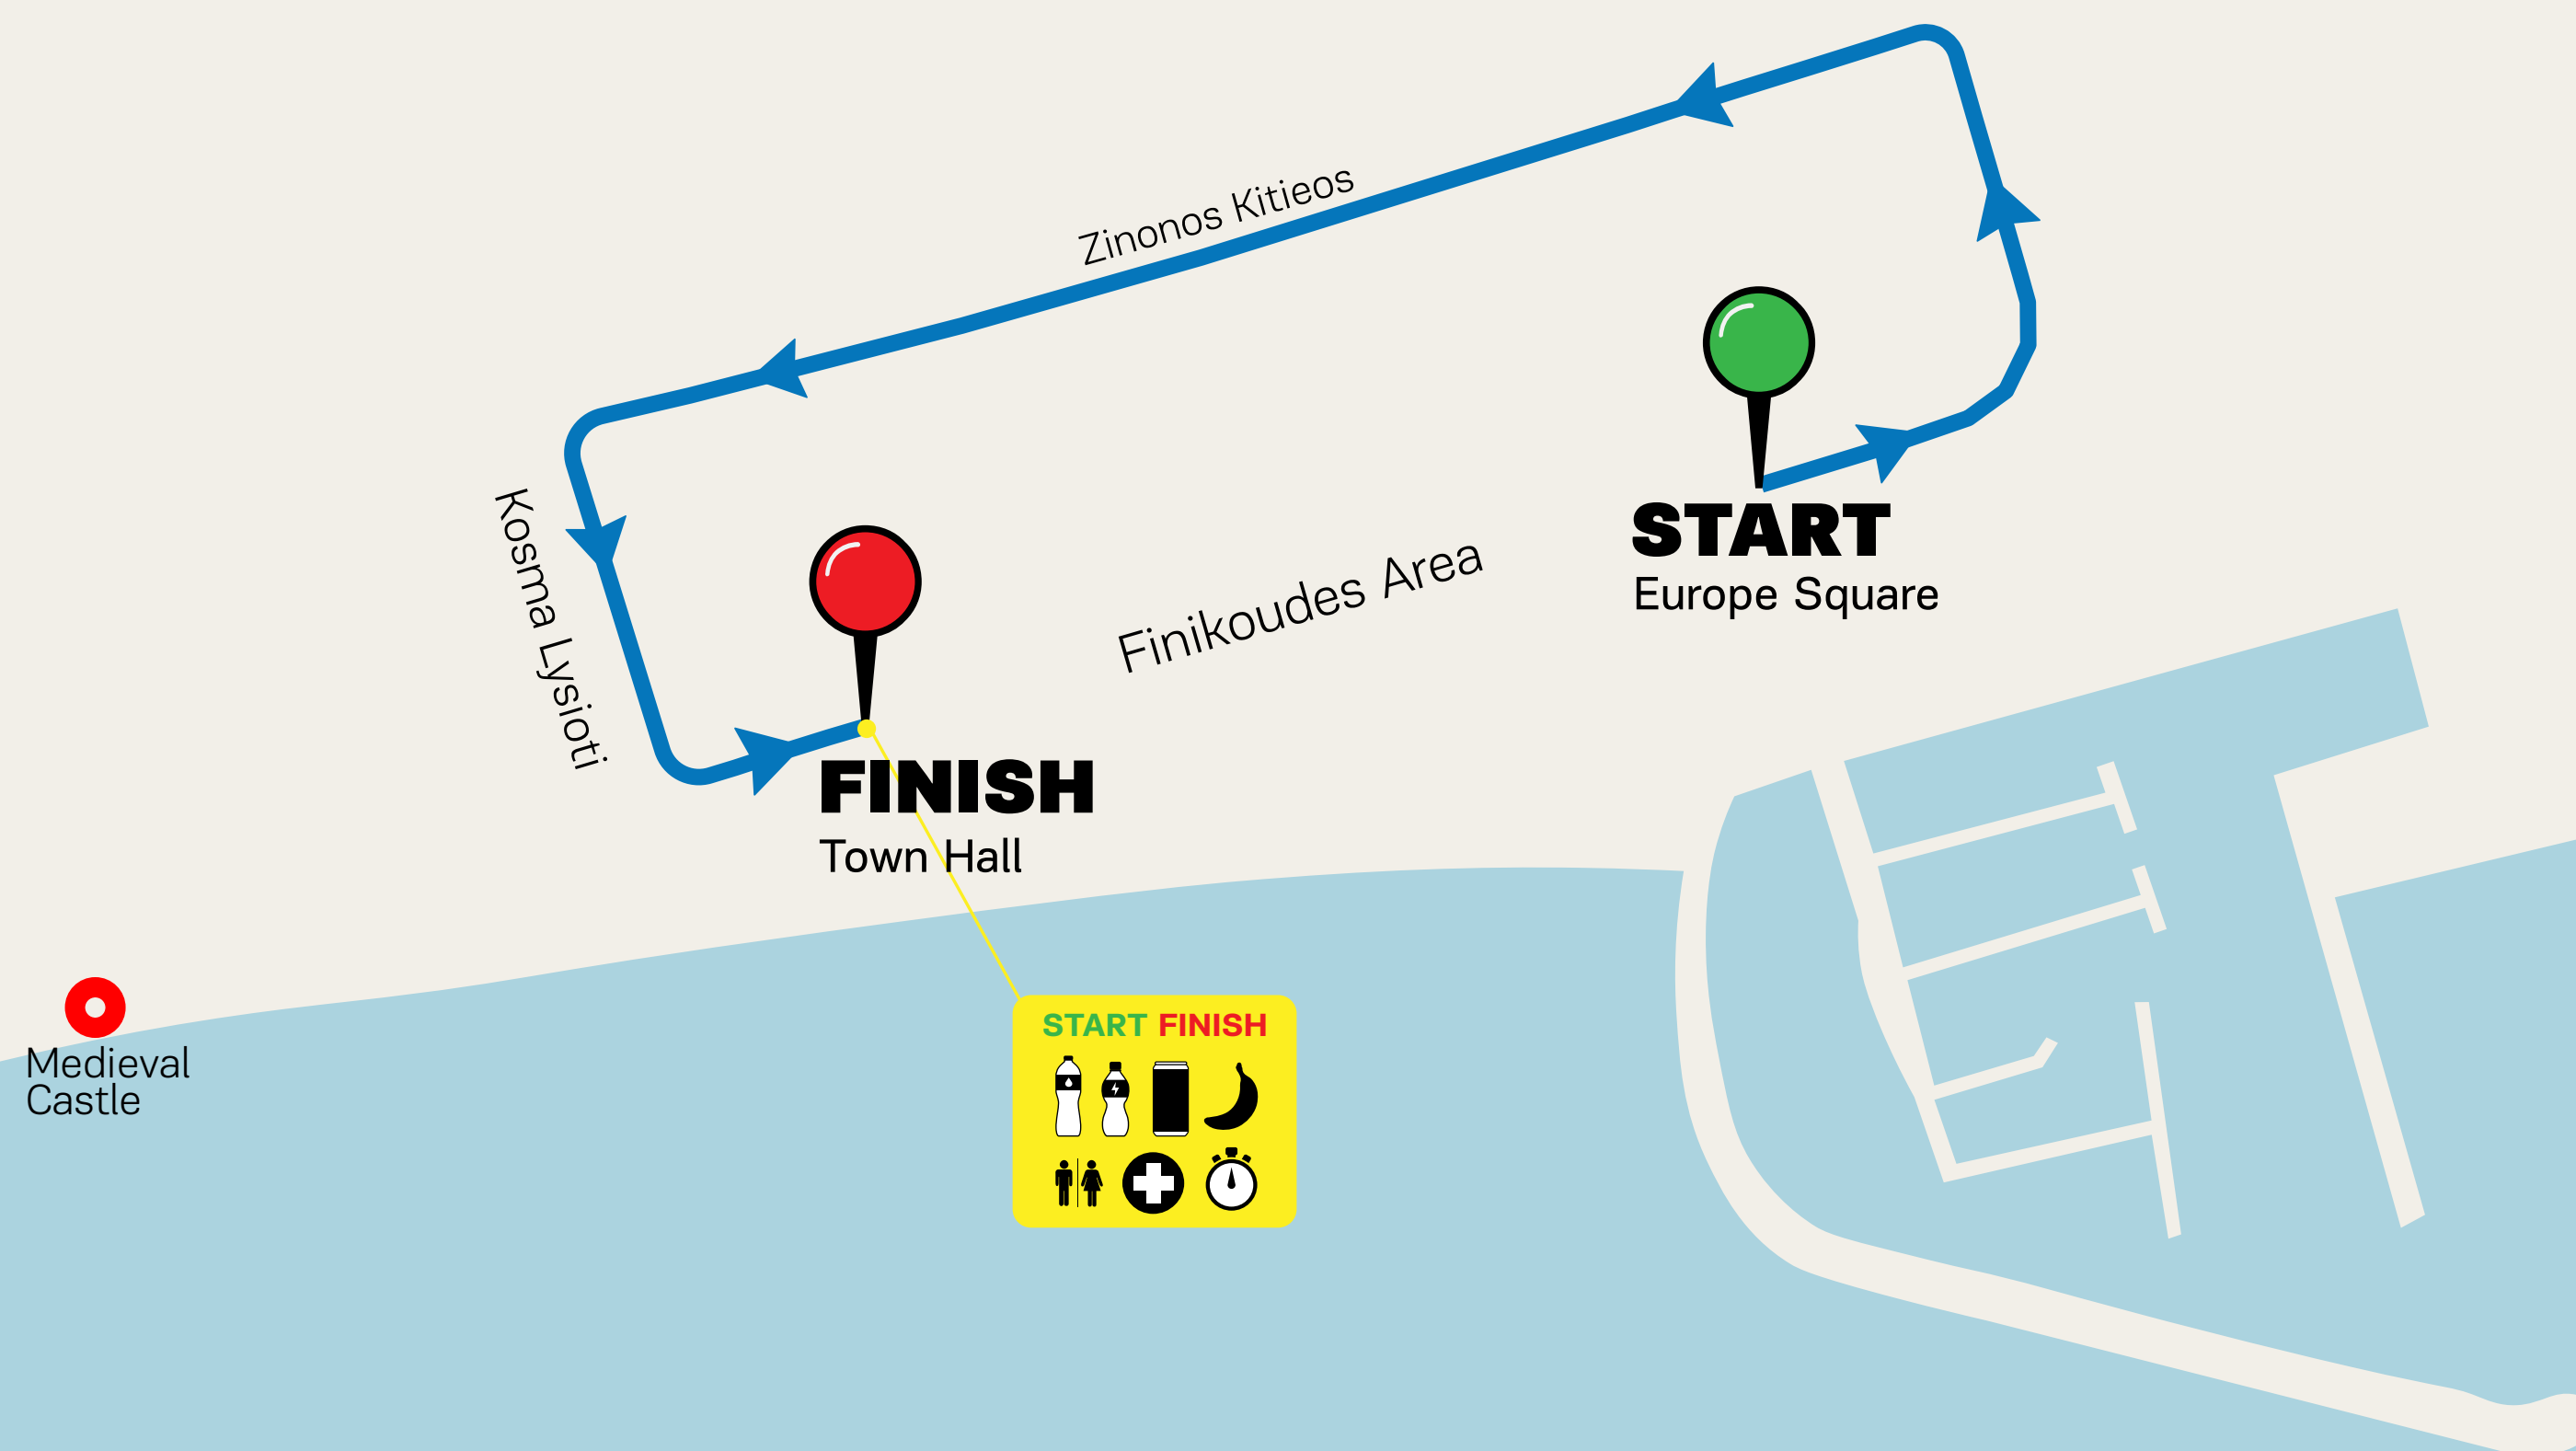 Zinonos Kitieos
START
Europe Square
Kosma Lysioti
Finikoudes Area
FINISH
Town Hall
START FINISH
Medieval
Castle